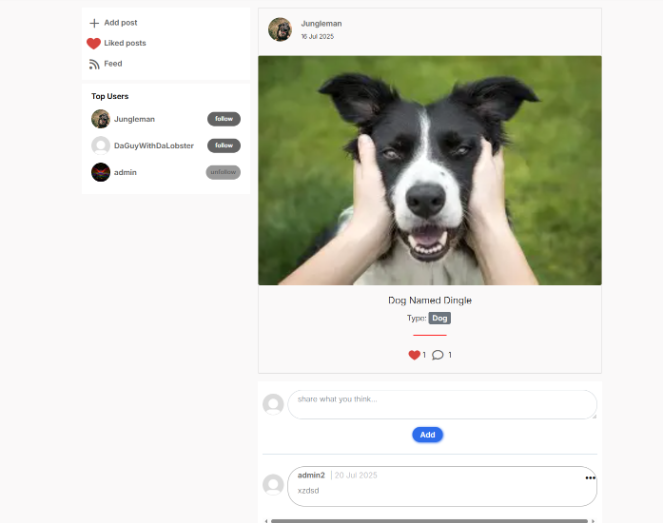 Add post
Liked posts
Feed
Top Users
Jungleman follow
DaGuyWithDaLobster follow
admin unfollow
Jungleman
16 Jul 2025
Dog Named Dingle
Type: Dog
1 1
share what you think...
Add
admin2 | 20 Jul 2025
xzdsd